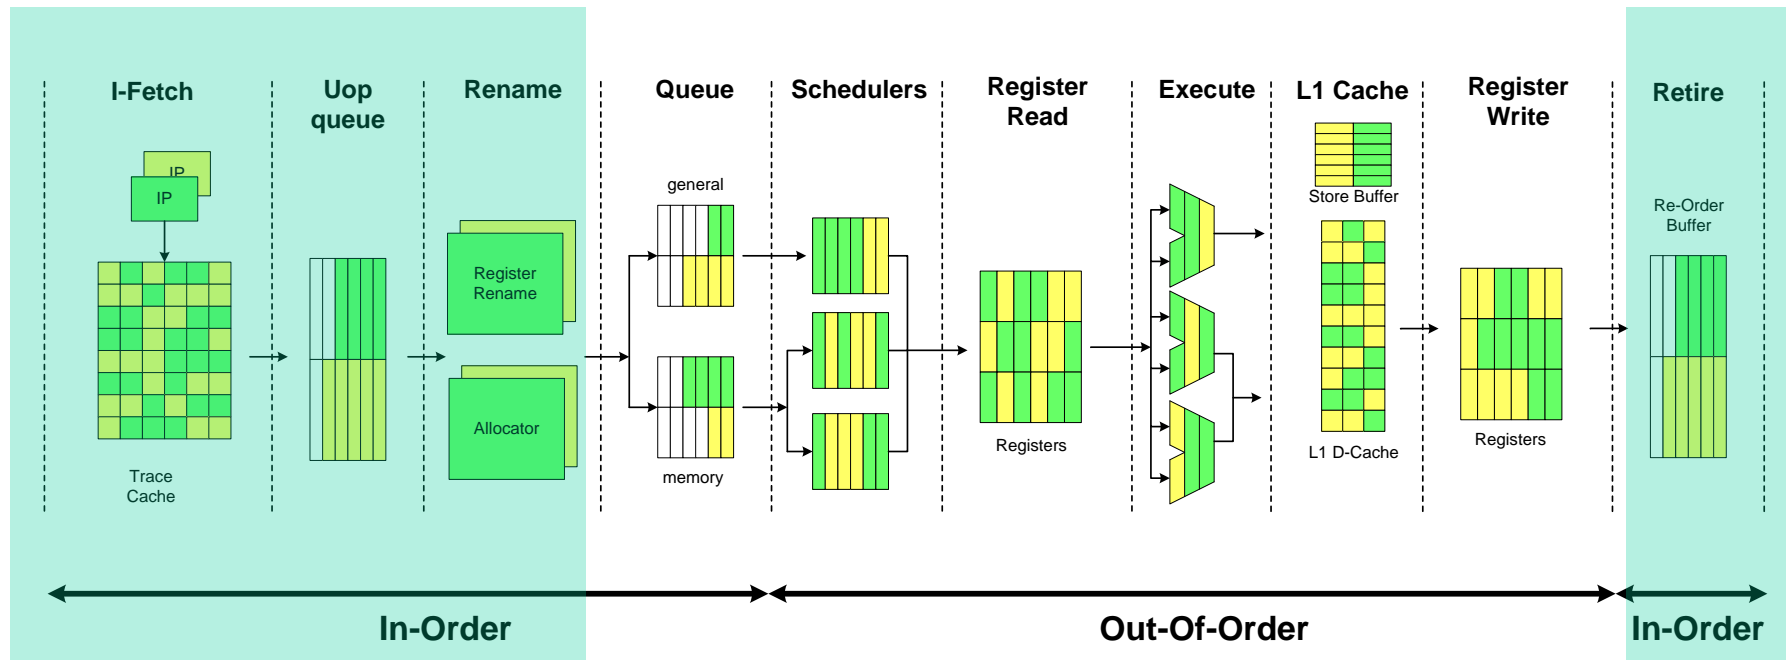 I-Fetch
Uop
queue
Rename
Queue
Schedulers
Register
Read
Execute
L1 Cache
Register
Write
Retire
IP
IP
Trace
Cache
Register
Rename
Allocator
general
memory
Registers
Store Buffer
L1 D-Cache
Registers
Re-Order
Buffer
In-Order
Out-Of-Order
In-Order